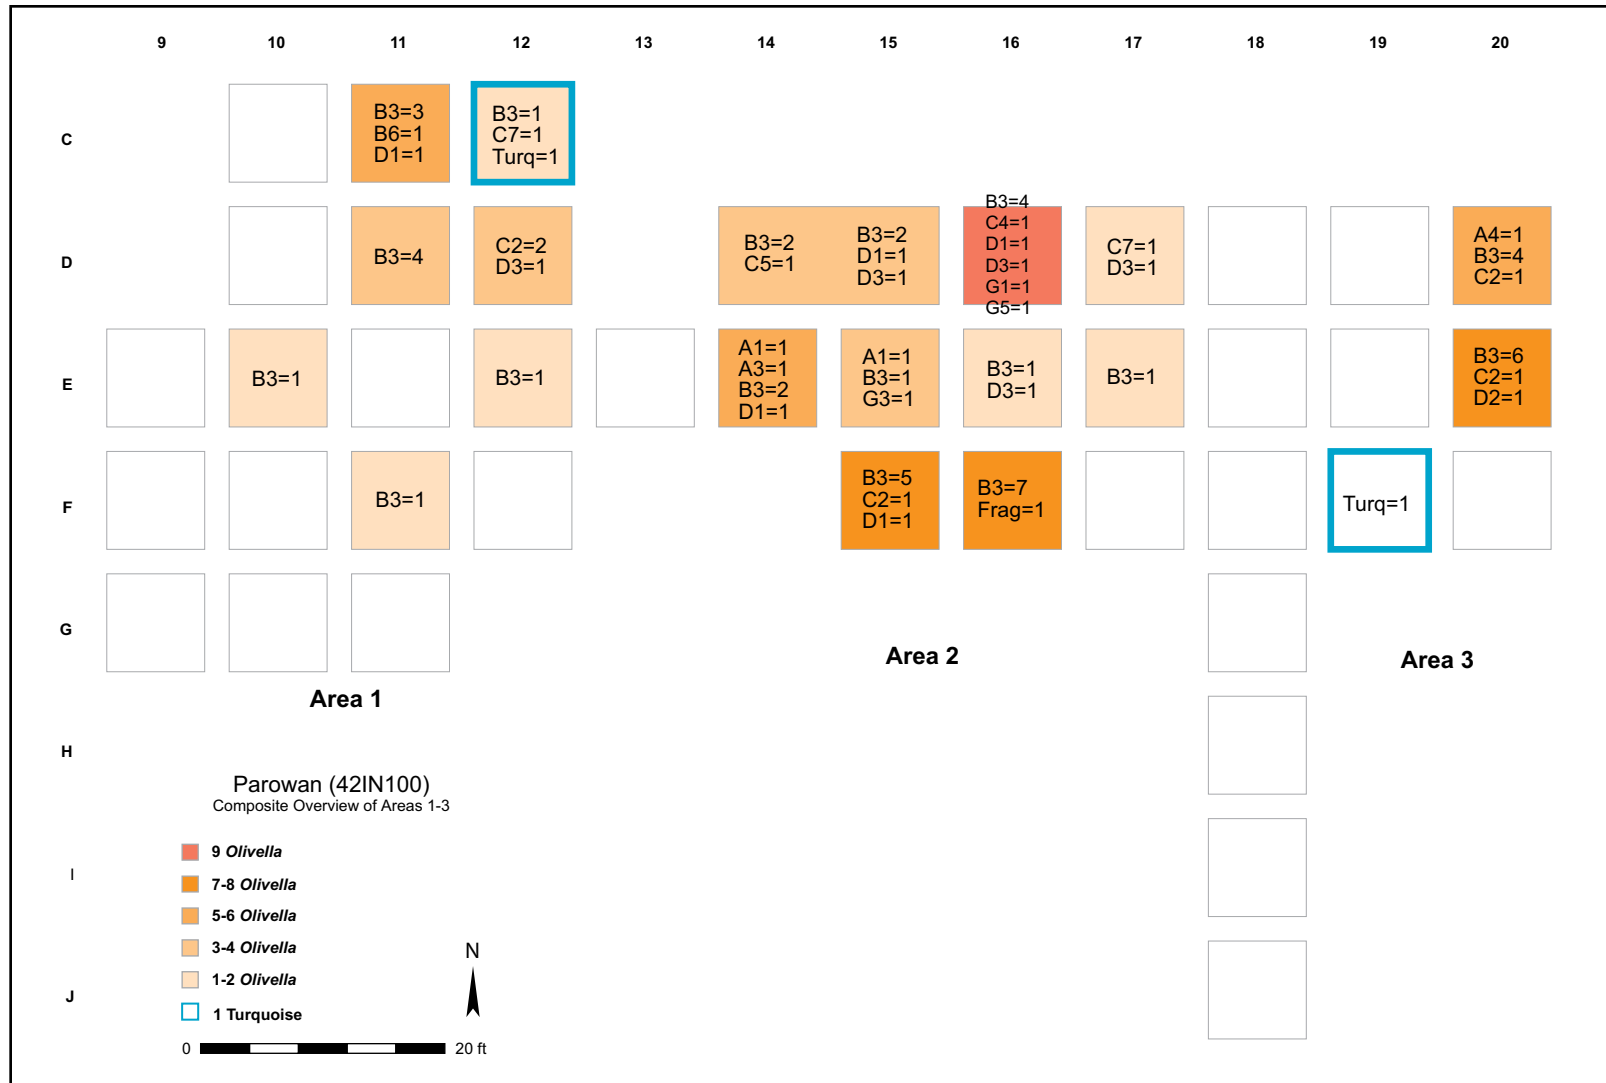 9 10 11 12 13 14 15 16 17 18 19 20
C
B3=3
B6=1
D1=1
B3=1
C7=1
Turq=1
D
B3=4
C2=2
D3=1
B3=2
C5=1
B3=2
D1=1
D3=1
B3=4
C4=1
D1=1
D3=1
G1=1
G5=1
C7=1
D3=1
A4=1
B3=4
C2=1
E
B3=1
B3=1
A1=1
A3=1
B3=2
D1=1
A1=1
B3=1
G3=1
B3=1
D3=1
B3=1
B3=6
C2=1
D2=1
F
B3=1
B3=5
C2=1
D1=1
B3=7
Frag=1
Turq=1
G
Area 1
Area 2
Area 3
H
I
J
Parowan (42IN100)
Composite Overview of Areas 1-3
9 Olivella
7-8 Olivella
5-6 Olivella
3-4 Olivella
1-2 Olivella
1 Turquoise
N
0 20 ft